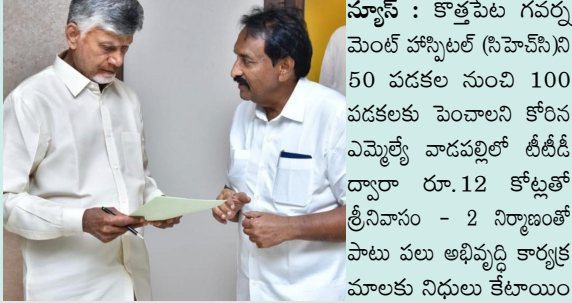 న్యూస్ : కొత్తపేట గవర్న
మెంట్ హాస్పిటల్ (సిహెచ్‌సి)ని
50 పడకల నుంచి 100
పడకలకు పెంచాలని కోరిన
ఎమ్మెల్యే వాడపల్లిలో టీటీడీ
ద్వారా రూ.12 కోట్లతో
శ్రీనివాసం - 2 నిర్మాణంతో
పాటు పలు అభివృద్ధి కార్యక్ర
మాలకు నిధులు కేటాయిం